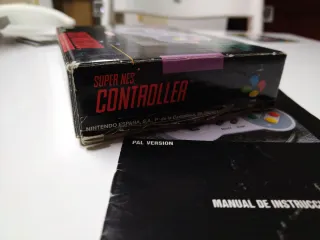 SUPER NES
CONTROLLER
NINTENDO ESPAÑA, S.A.
PAL VERSION
MANUAL DE INSTRUCC